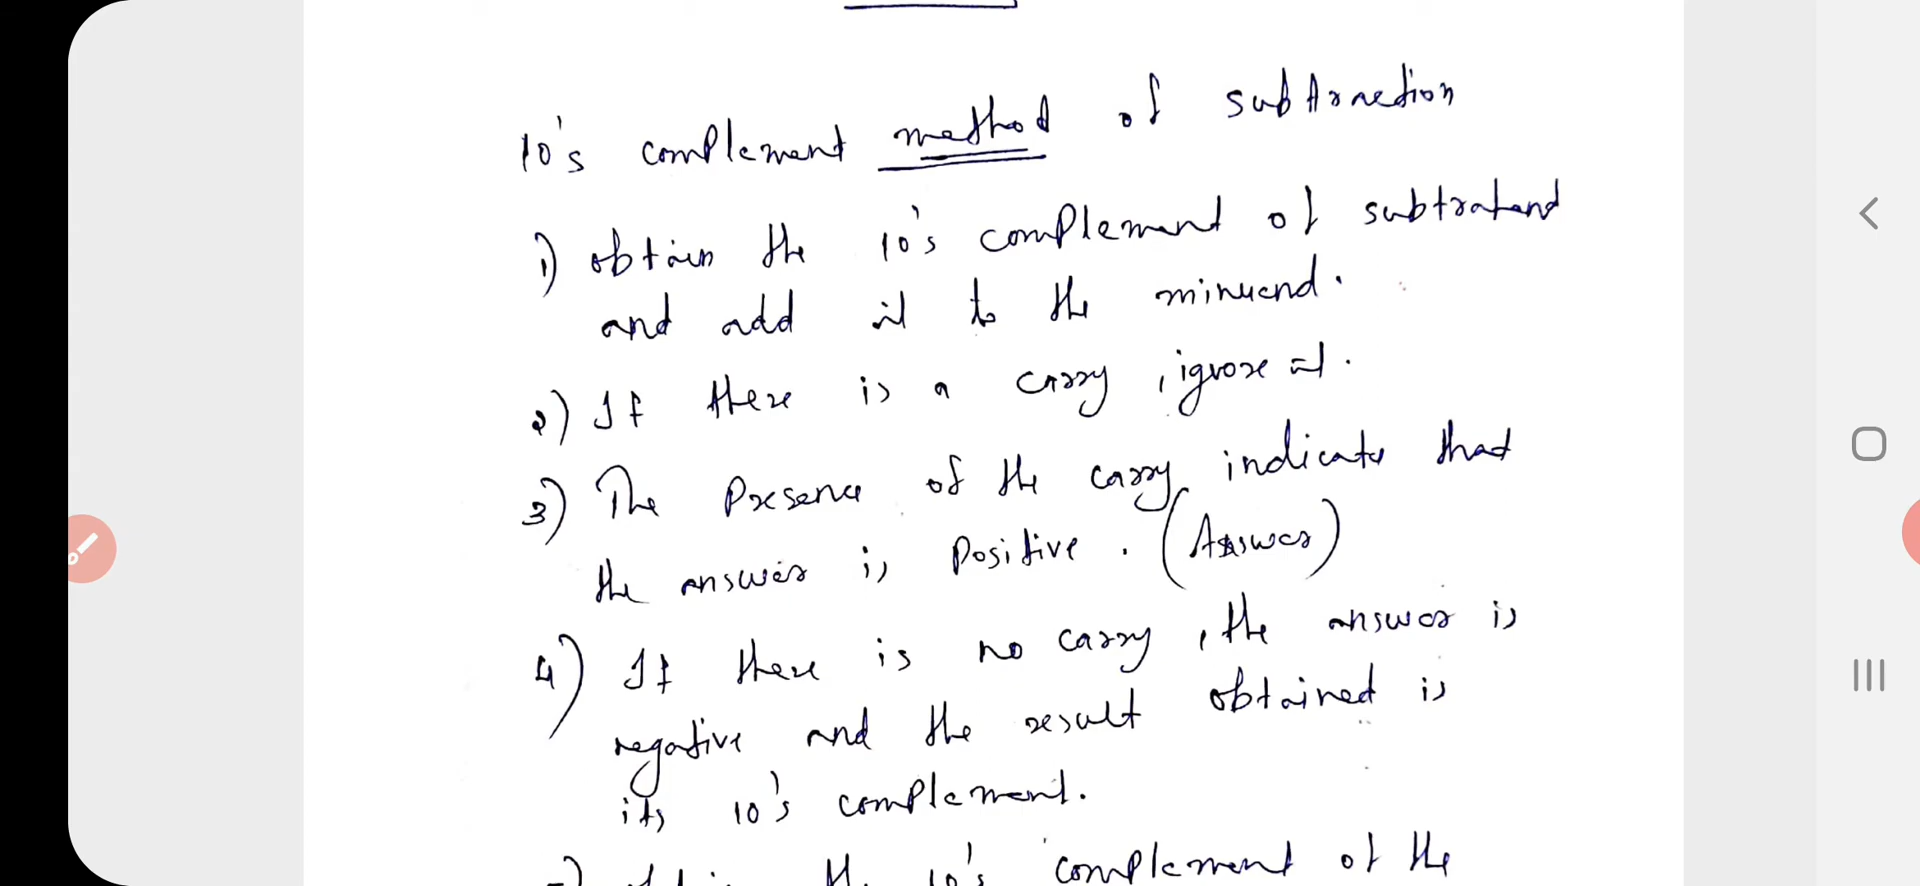 10's complement method of subtraction
1) obtain the 10's complement of subtrahend
and add it to the minuend.
2) If there is a carry, ignore it.
3) The Presence of the carry indicates that
the answer is Positive. (Answer)
4) If there is no carry, the answer is
negative and the result obtained is
its 10's complement.
the 10's complement of the